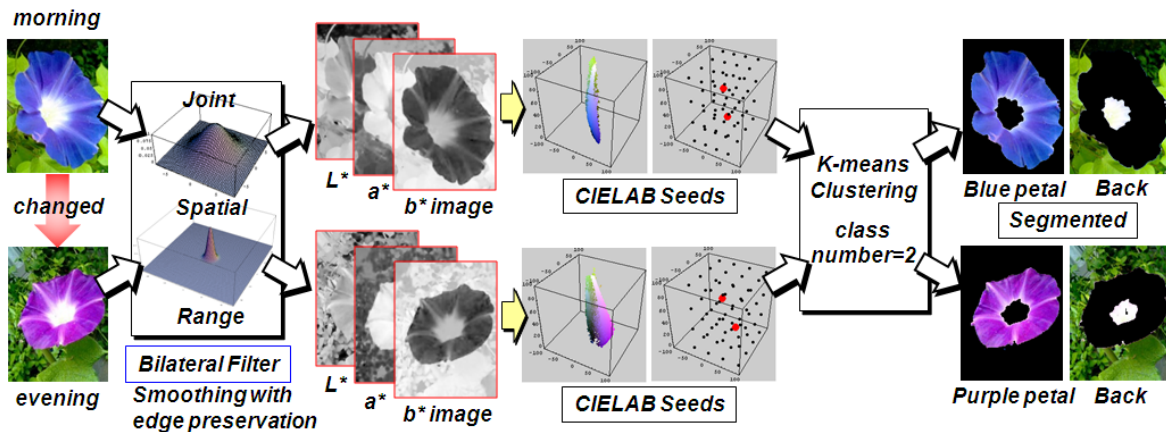 morning
changed
evening
Joint
Spatial
Range
Bilateral Filter
Smoothing with
edge preservation
L*
a*
b* image
L*
a*
b* image
CIELAB Seeds
CIELAB Seeds
K-means
Clustering
class
number=2
Blue petal
Back
Segmented
Purple petal
Back